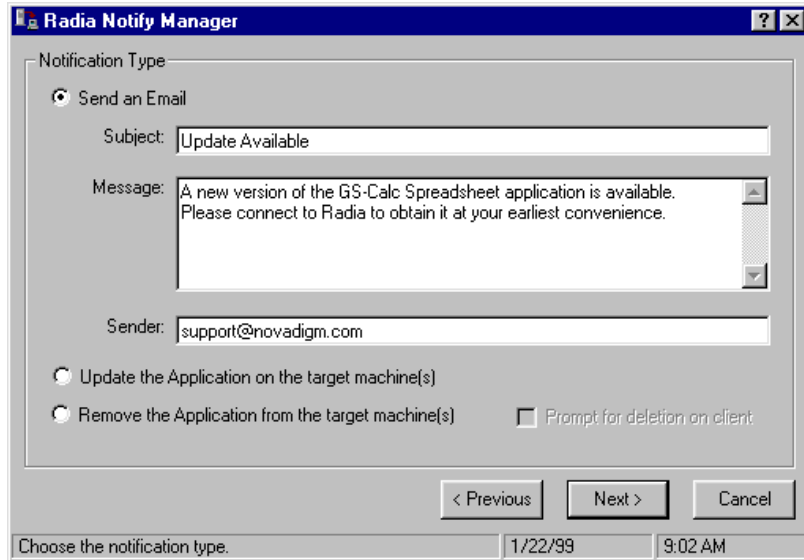 Radia Notify Manager
Notification Type
Send an Email
Subject: Update Available
Message: A new version of the GS-Calc Spreadsheet application is available.
Please connect to Radia to obtain it at your earliest convenience.
Sender: support@novadigm.com
Update the Application on the target machine(s)
Remove the Application from the target machine(s) Prompt for deletion on client
< Previous Next > Cancel
Choose the notification type. 1/22/99 9:02 AM